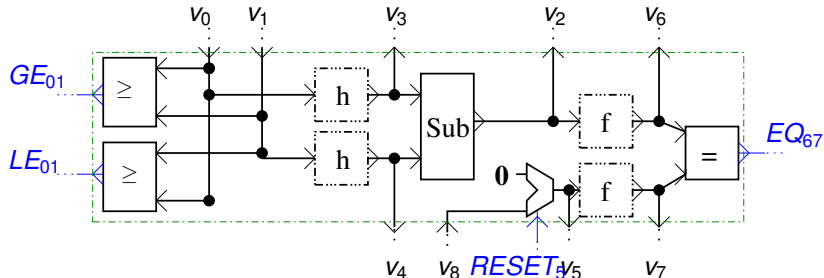 v0 v1 v3 v2 v6
GE01 ≥ h
Sub f
LE01 ≥ h = EQ67
0 f
v4 v8 RESET5 v5 v7